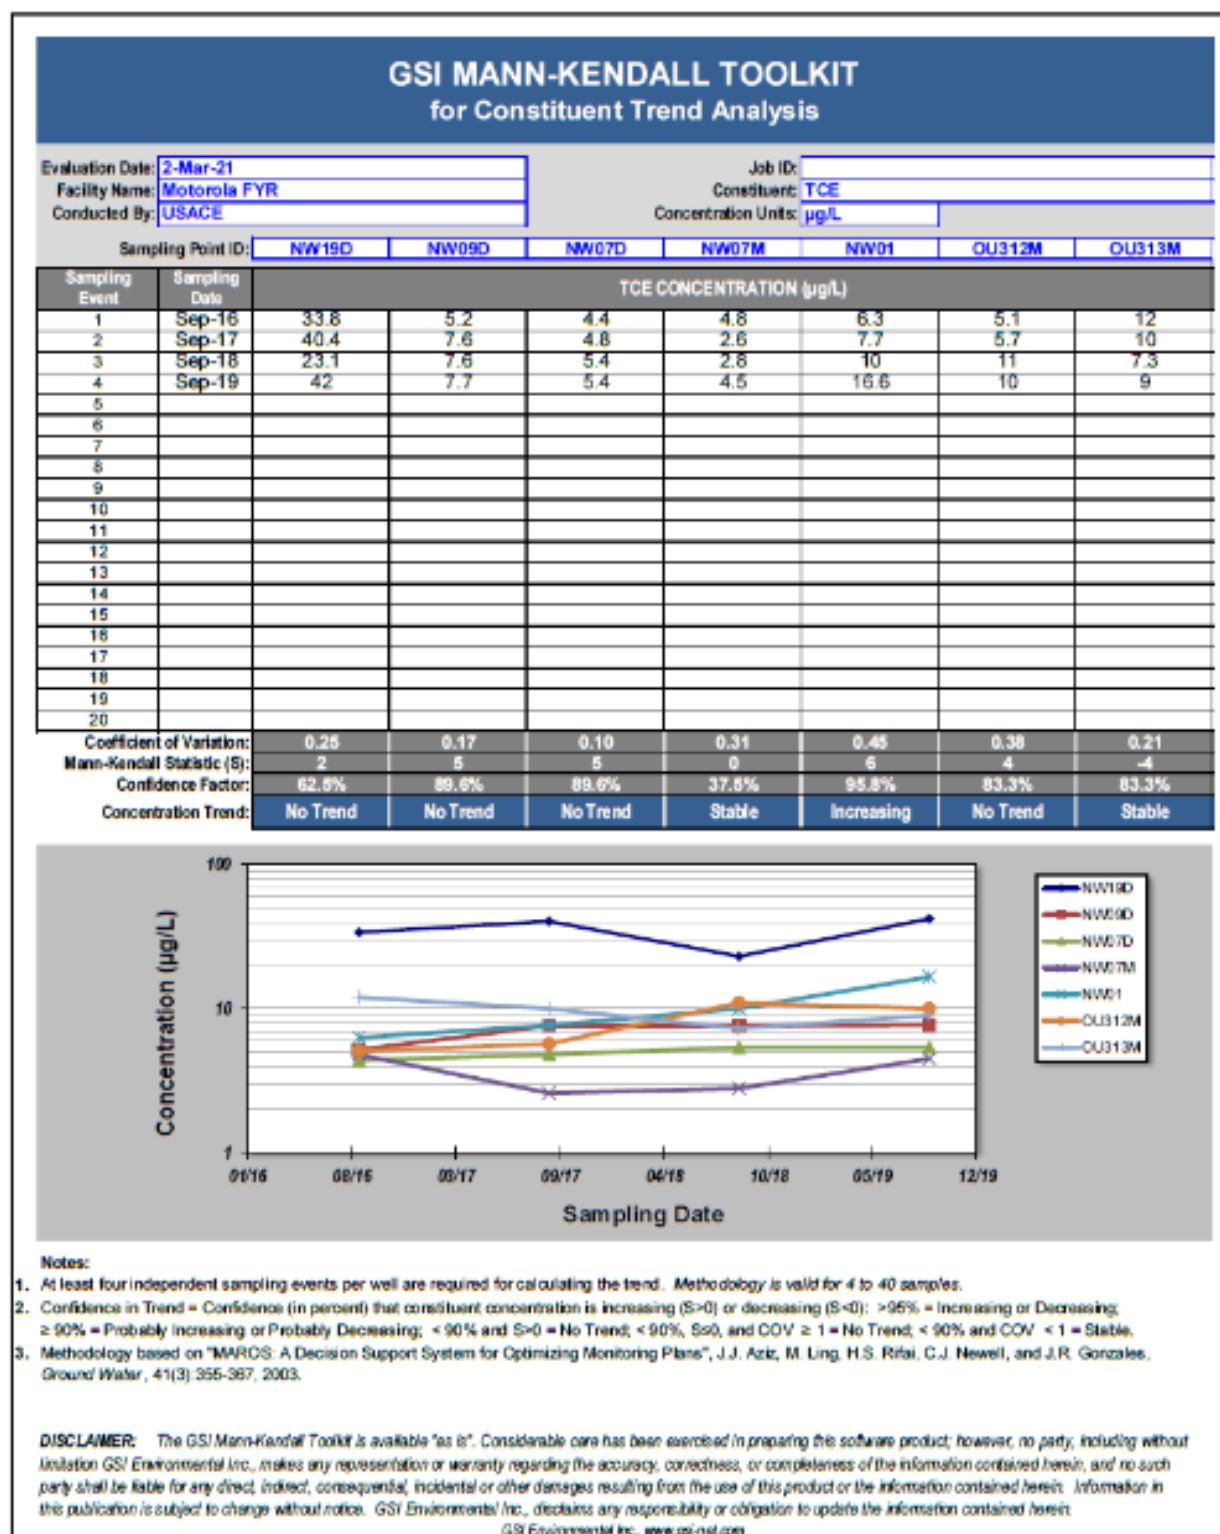 GSI MANN-KENDALL TOOLKIT
for Constituent Trend Analysis
Evaluation Date: 2-Mar-21 Job ID:
Facility Name: Motorola FYR Constituent: TCE
Conducted By: USACE Concentration Units: µg/L
Sampling Point ID: NW19D NW09D NW07D NW07M NW01 OU312M OU313M
Sampling Event Sampling Date TCE CONCENTRATION (µg/L)
1 Sep-16 33.8 5.2 4.4 4.8 6.3 5.1 12
2 Sep-17 40.4 7.6 4.8 2.6 7.7 5.7 10
3 Sep-18 23.1 7.6 5.4 2.8 10 11 7.3
4 Sep-19 42 7.7 5.4 4.5 16.6 10 9
5
6
7
8
9
10
11
12
13
14
15
16
17
18
19
20
Coefficient of Variation: 0.25 0.17 0.10 0.31 0.45 0.38 0.21
Mann-Kendall Statistic (S): 2 5 5 0 6 4 -4
Confidence Factor: 62.5% 89.6% 89.6% 37.5% 95.8% 83.3% 83.3%
Concentration Trend: No Trend No Trend No Trend Stable Increasing No Trend Stable
100
10
1
Concentration (µg/L)
01/16 08/16 03/17 09/17 04/18 10/18 05/19 12/19
Sampling Date
NW19D
NW09D
NW07D
NW07M
NW01
OU312M
OU313M
Notes:
1. At least four independent sampling events per well are required for calculating the trend. Methodology is valid for 4 to 40 samples.
2. Confidence in Trend = Confidence (in percent) that constituent concentration is increasing (S>0) or decreasing (S<0): >95% = Increasing or Decreasing;
≥ 90% = Probably Increasing or Probably Decreasing; < 90% and S>0 = No Trend; < 90%, S≤0, and COV ≥ 1 = No Trend; < 90% and COV < 1 = Stable.
3. Methodology based on "MAROS: A Decision Support System for Optimizing Monitoring Plans", J.J. Aziz, M. Ling, H.S. Rifai, C.J. Newell, and J.R. Gonzales,
Ground Water, 41(3):355-367, 2003.
DISCLAIMER: The GSI Mann-Kendall Toolkit is available "as is". Considerable care has been exercised in preparing this software product; however, no party, including without
limitation GSI Environmental Inc., makes any representation or warranty regarding the accuracy, correctness, or completeness of the information contained herein, and no such
party shall be liable for any direct, indirect, consequential, incidental or other damages resulting from the use of this product or the information contained herein. Information in
this publication is subject to change without notice. GSI Environmental Inc., disclaims any responsibility or obligation to update the information contained herein.
GSI Environmental Inc., www.gsi-net.com